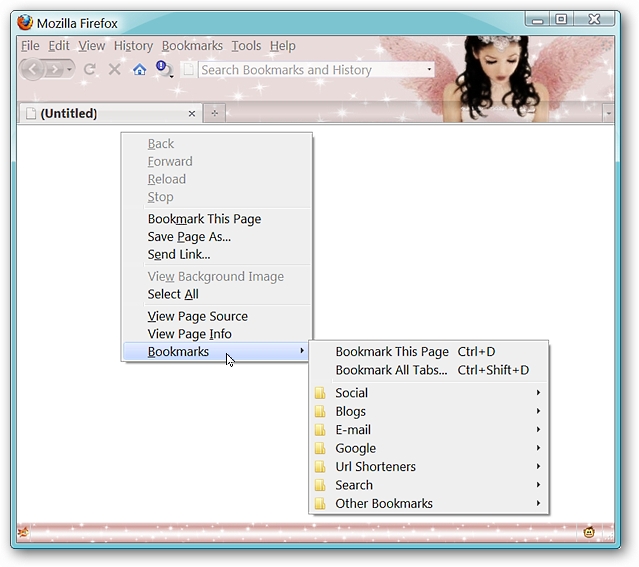 Mozilla Firefox
File Edit View History Bookmarks Tools Help
Search Bookmarks and History
(Untitled)
Back
Forward
Reload
Stop
Bookmark This Page
Save Page As...
Send Link...
View Background Image
Select All
View Page Source
View Page Info
Bookmarks
Bookmark This Page Ctrl+D
Bookmark All Tabs... Ctrl+Shift+D
Social
Blogs
E-mail
Google
Url Shorteners
Search
Other Bookmarks